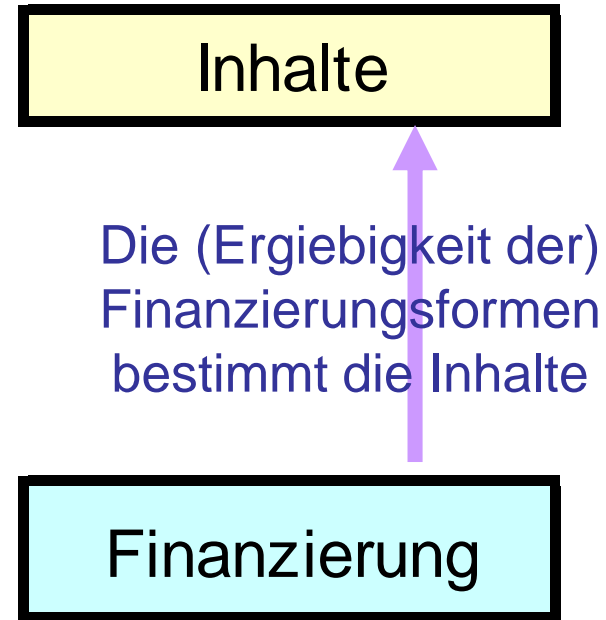 Inhalte
Die (Ergiebigkeit der)
Finanzierungsformen
bestimmt die Inhalte
Finanzierung